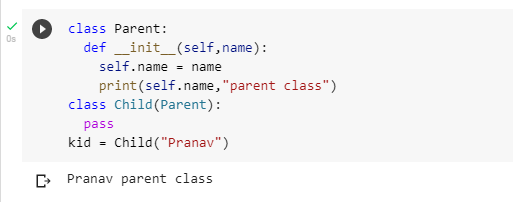 class Parent:
  def __init__(self,name):
    self.name = name
    print(self.name,"parent class")
class Child(Parent):
  pass
kid = Child("Pranav")
0s
Pranav parent class